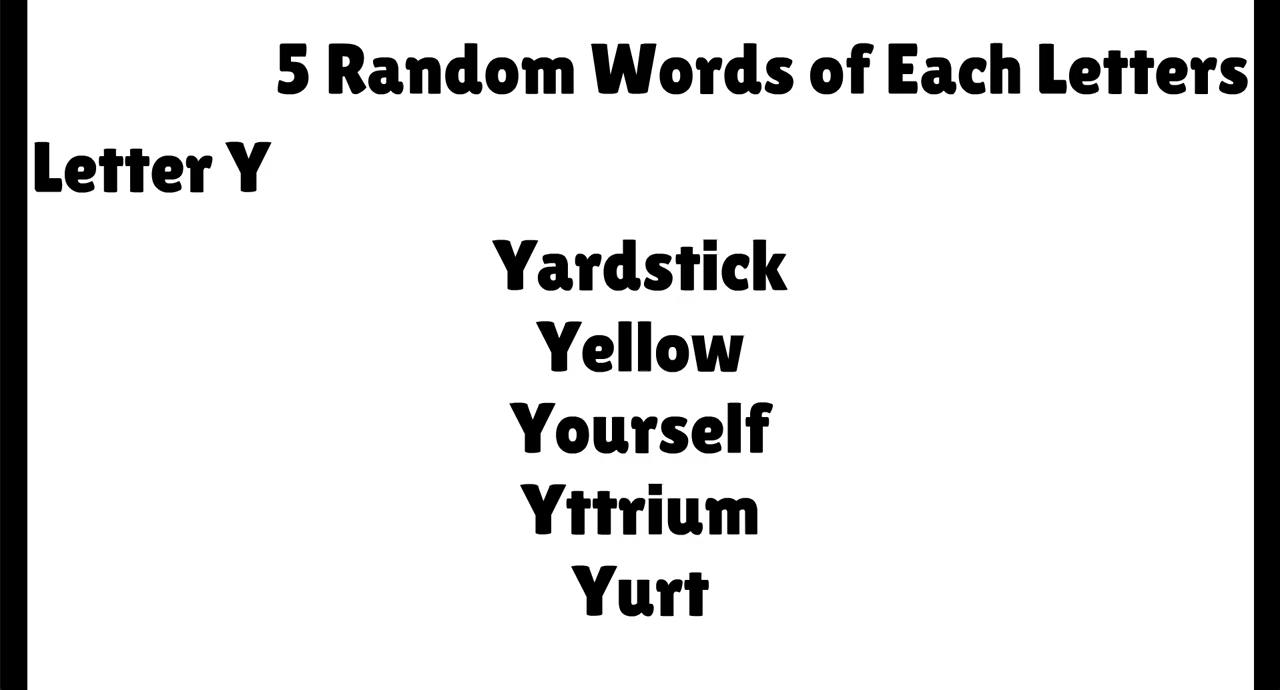 5 Random Words of Each Letters
Letter Y
Yardstick
Yellow
Yourself
Yttrium
Yurt